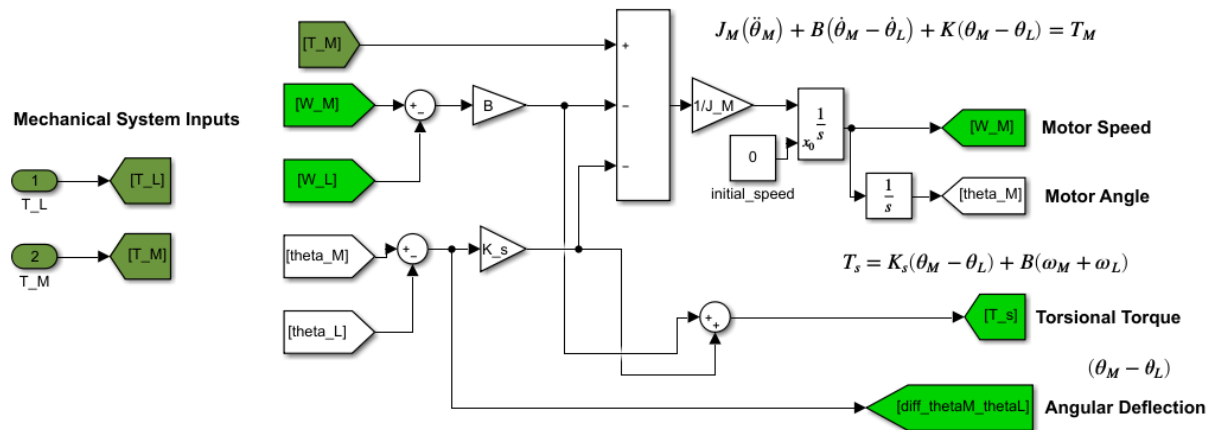 [T_M]
+
J_M(θ̈_M) + B(θ̇_M − θ̇_L) + K(θ_M − θ_L) = T_M
[W_M]
+
−
B
−
1/J_M
1
s
x_0
[W_M]
Motor Speed
Mechanical System Inputs
1
T_L
[T_L]
[W_L]
−
0
initial_speed
1
s
[theta_M]
Motor Angle
2
T_M
[T_M]
[theta_M]
+
−
K_s
T_s = K_s(θ_M − θ_L) + B(ω_M + ω_L)
[theta_L]
+
+
[T_s]
Torsional Torque
(θ_M − θ_L)
[diff_thetaM_thetaL]
Angular Deflection